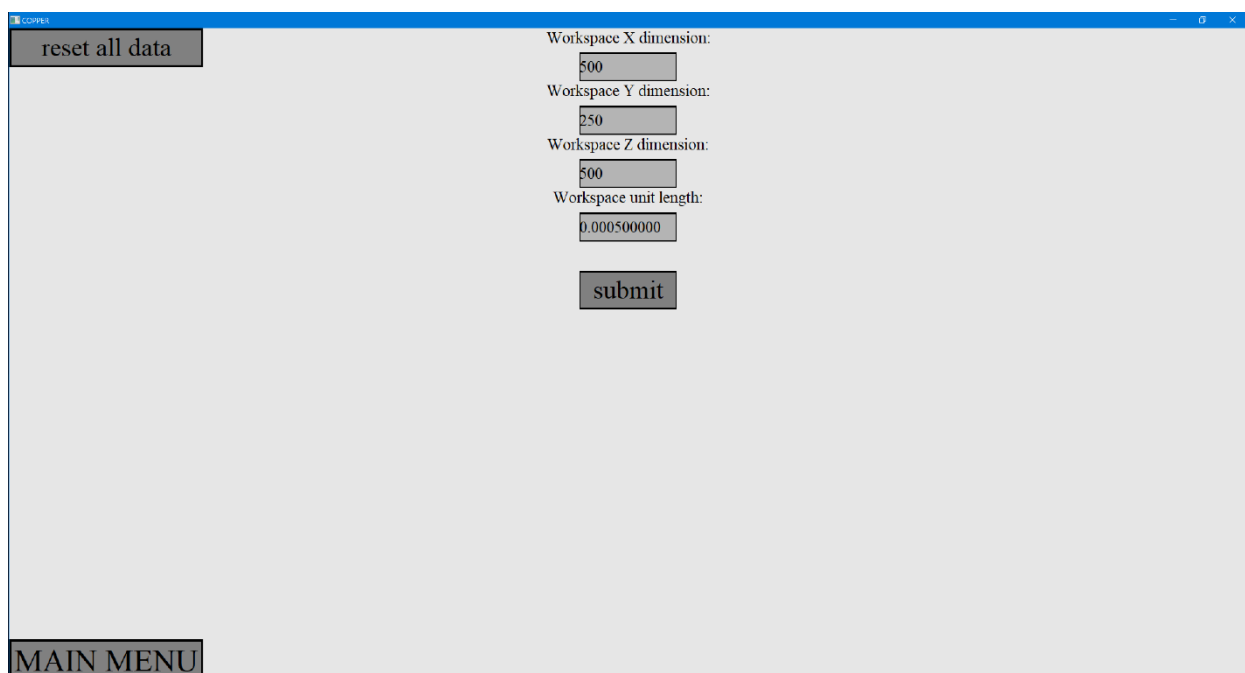 COPPER
reset all data
Workspace X dimension:
500
Workspace Y dimension:
250
Workspace Z dimension:
500
Workspace unit length:
0.000500000
submit
MAIN MENU